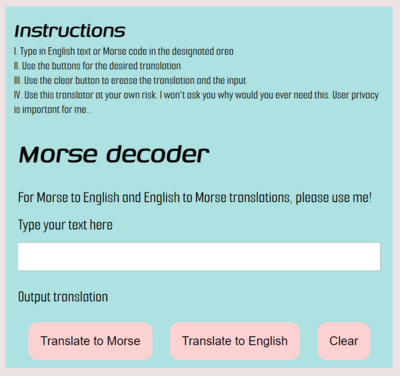 Instructions
I. Type in English text or Morse code in the designated area
II. Use the buttons for the desired translation
III. Use the clear button to erease the translation and the input
IV. Use this translator at your own risk. I won't ask you why would you ever need this. User privacy
is important for me...
Morse decoder
For Morse to English and English to Morse translations, please use me!
Type your text here
Output translation
Translate to Morse Translate to English Clear